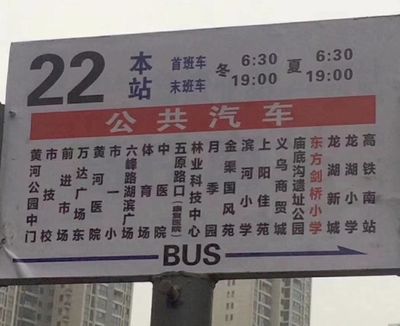 22
本站
首班车
末班车
冬
6:30
19:00
夏
6:30
19:00
公共汽车
黄河公园中门
市技校
前进市场
万达广场东
黄河医院
市一小
六峰路湖滨广场
体育场
中医院
五原路口(康复医院)
林业科技中心
月季园
金渠国风苑
滨河小学
上阳佳苑
义乌商贸城
庙底沟遗址公园
东方剑桥小学
龙湖新城
龙湖小学
高铁南站
BUS